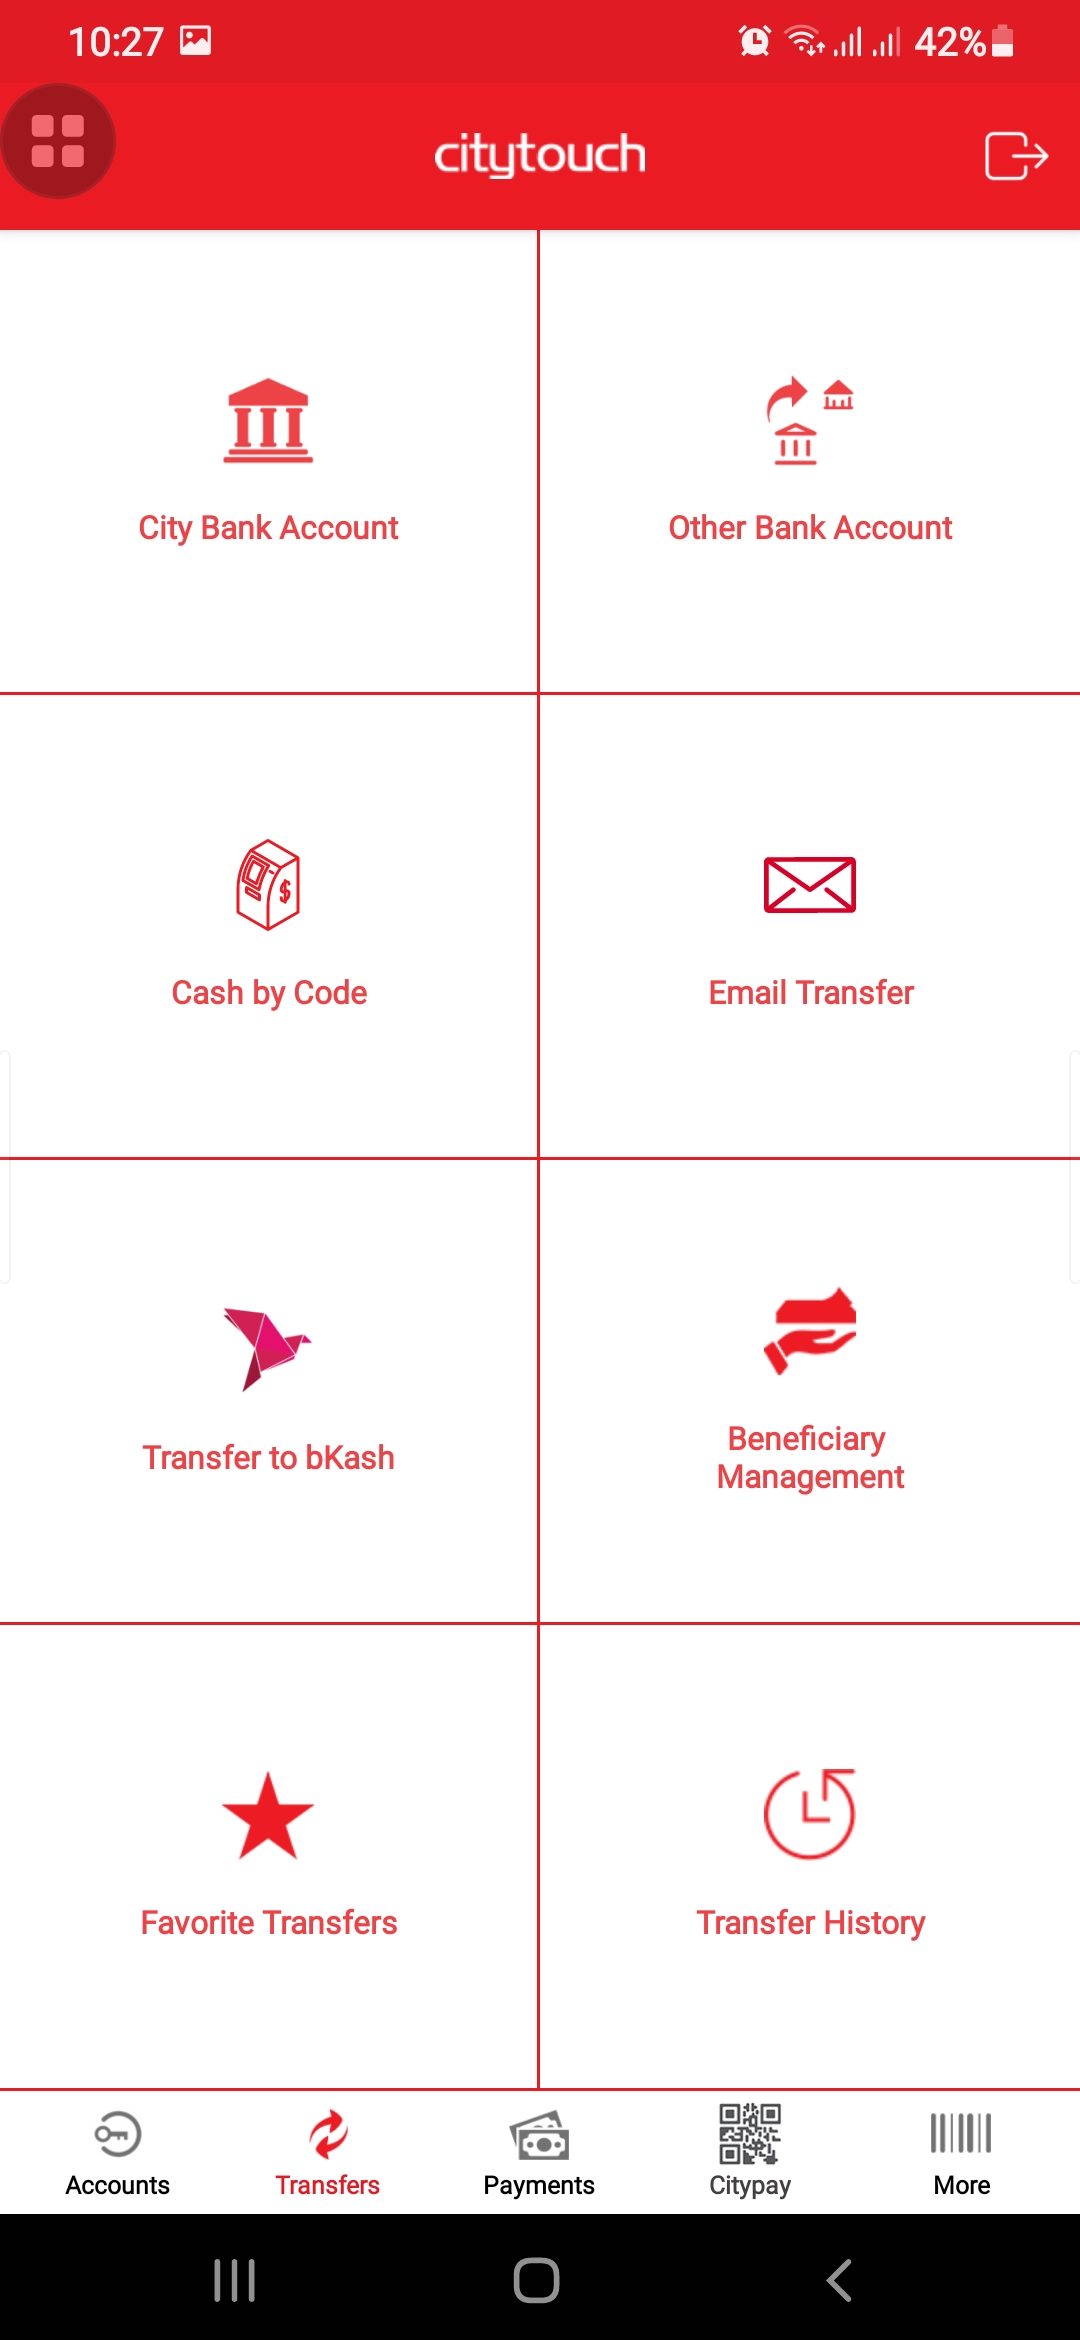 10:27
42%
citytouch
City Bank Account
Other Bank Account
Cash by Code
Email Transfer
Transfer to bKash
Beneficiary
Management
Favorite Transfers
Transfer History
Accounts
Transfers
Payments
Citypay
More